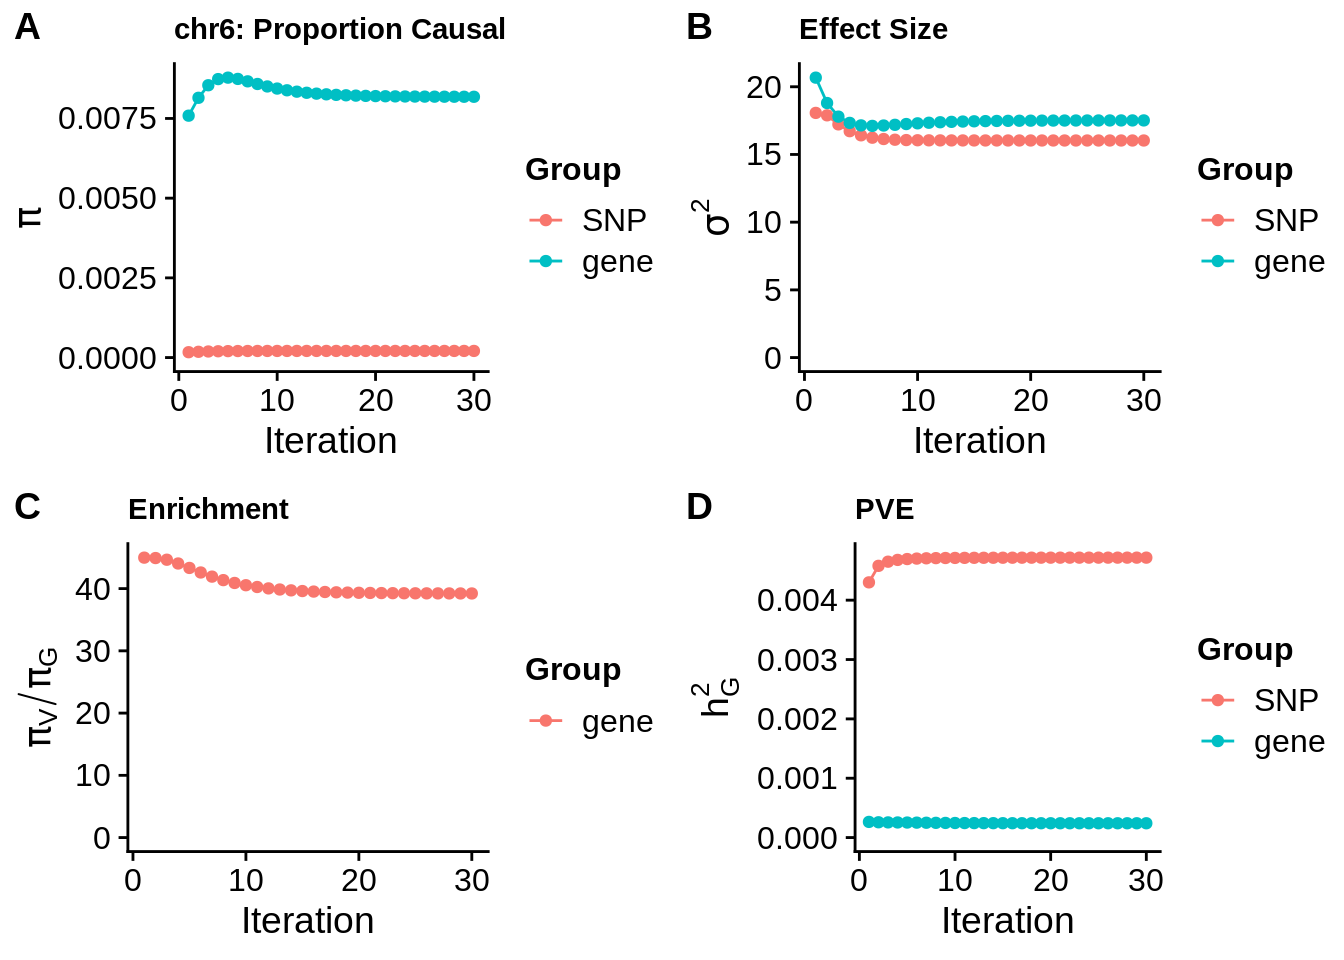 A
chr6: Proportion Causal
0.0075
0.0050
0.0025
0.0000
π
0 10 20 30
Iteration
Group
SNP
gene
B
Effect Size
20
15
10
5
0
σ²
0 10 20 30
Iteration
Group
SNP
gene
C
Enrichment
40
30
20
10
0
π_V/π_G
0 10 20 30
Iteration
Group
gene
D
PVE
0.004
0.003
0.002
0.001
0.000
h²_G
0 10 20 30
Iteration
Group
SNP
gene